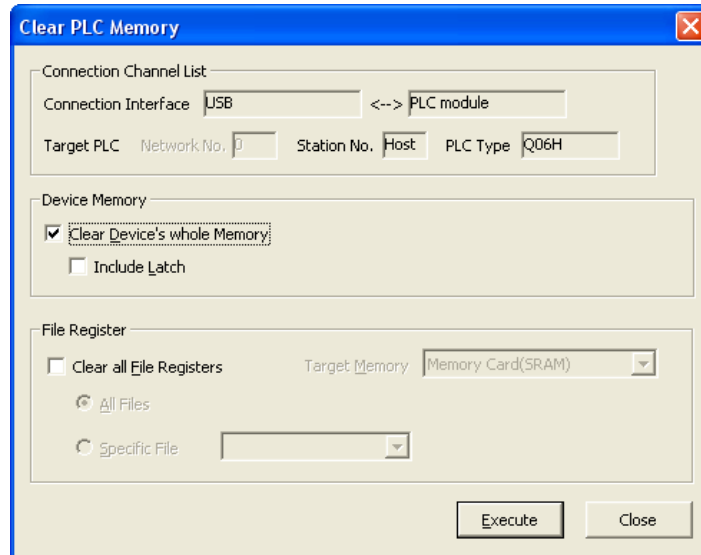 Clear PLC Memory
Connection Channel List
Connection Interface USB <--> PLC module
Target PLC Network No. 0 Station No. Host PLC Type Q06H
Device Memory
Clear Device's whole Memory
Include Latch
File Register
Clear all File Registers Target Memory Memory Card(SRAM)
All Files
Specific File
Execute Close